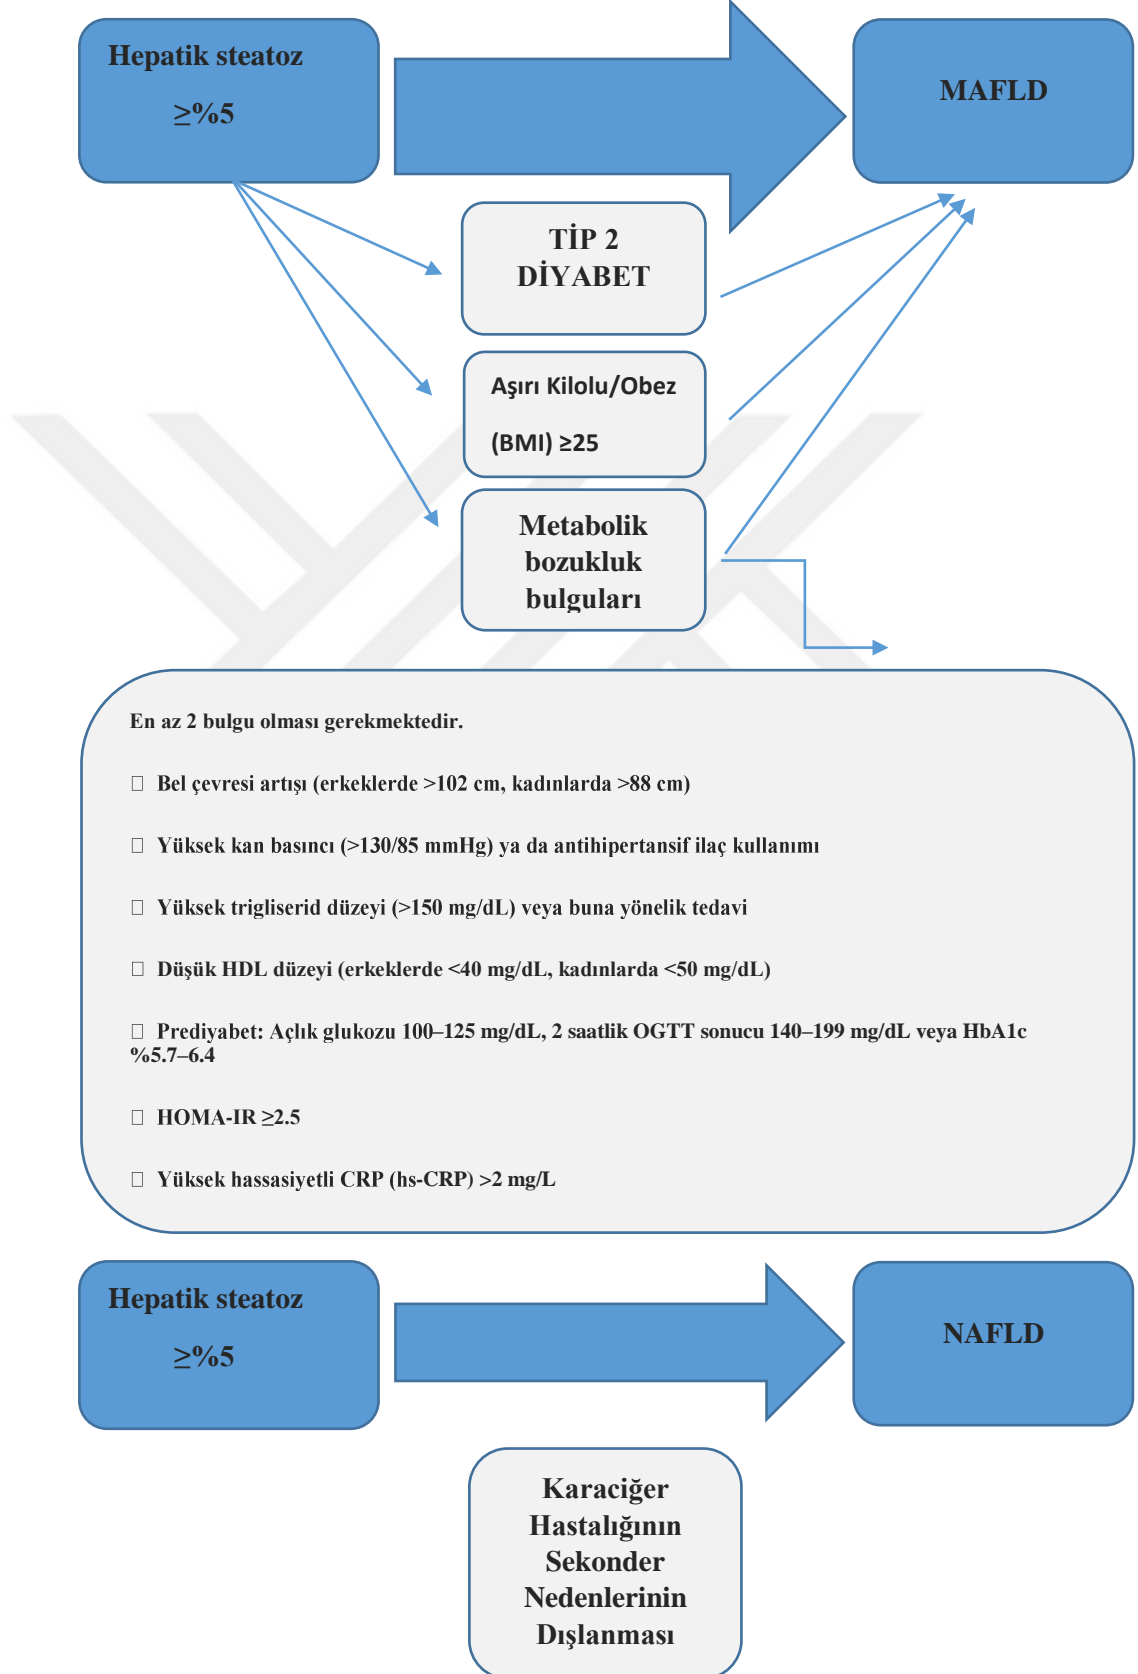 Hepatik steatoz
≥%5
MAFLD
TİP 2
DİYABET
Aşırı Kilolu/Obez
(BMI) ≥25
Metabolik
bozukluk
bulguları
En az 2 bulgu olması gerekmektedir.
Bel çevresi artışı (erkeklerde >102 cm, kadınlarda >88 cm)
Yüksek kan basıncı (>130/85 mmHg) ya da antihipertansif ilaç kullanımı
Yüksek trigliserid düzeyi (>150 mg/dL) veya buna yönelik tedavi
Düşük HDL düzeyi (erkeklerde <40 mg/dL, kadınlarda <50 mg/dL)
Prediyabet: Açlık glukozu 100–125 mg/dL, 2 saatlik OGTT sonucu 140–199 mg/dL veya HbA1c
%5.7–6.4
HOMA-IR ≥2.5
Yüksek hassasiyetli CRP (hs-CRP) >2 mg/L
Hepatik steatoz
≥%5
NAFLD
Karaciğer
Hastalığının
Sekonder
Nedenlerinin
Dışlanması